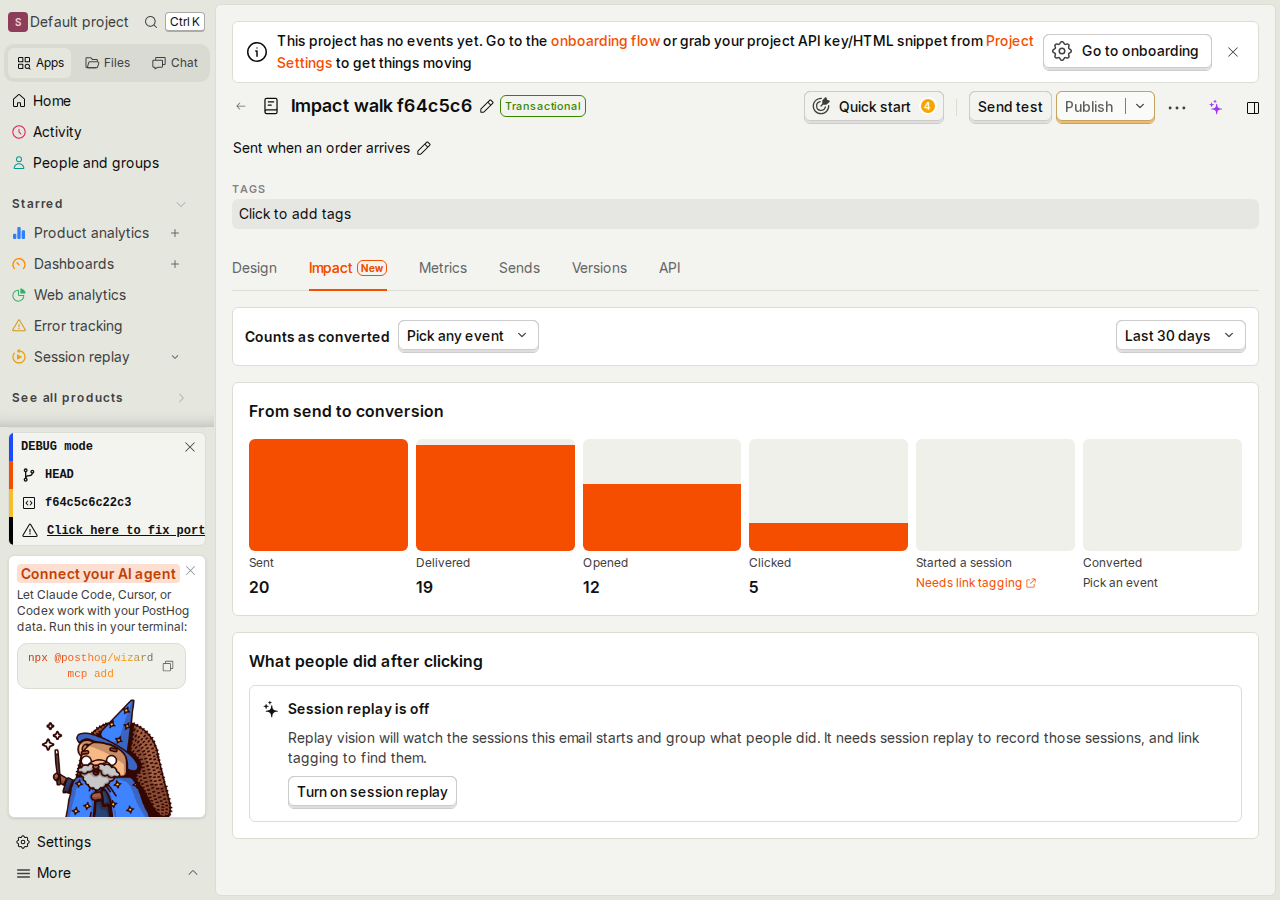 S Default project Ctrl K
Apps Files Chat
Home
Activity
People and groups
Starred
Product analytics
Dashboards
Web analytics
Error tracking
Session replay
See all products
DEBUG mode
HEAD
f64c5c6c22c3
Click here to fix port
Connect your AI agent
Let Claude Code, Cursor, or
Codex work with your PostHog
data. Run this in your terminal:
npx @posthog/wizard
mcp add
Settings
More
This project has no events yet. Go to the onboarding flow or grab your project API key/HTML snippet from Project
Settings to get things moving
Go to onboarding
Impact walk f64c5c6 Transactional
Quick start 4 Send test Publish
Sent when an order arrives
TAGS
Click to add tags
Design Impact New Metrics Sends Versions API
Counts as converted Pick any event Last 30 days
From send to conversion
Sent Delivered Opened Clicked Started a session Converted
20 19 12 5 Needs link tagging Pick an event
What people did after clicking
Session replay is off
Replay vision will watch the sessions this email starts and group what people did. It needs session replay to record those sessions, and link
tagging to find them.
Turn on session replay